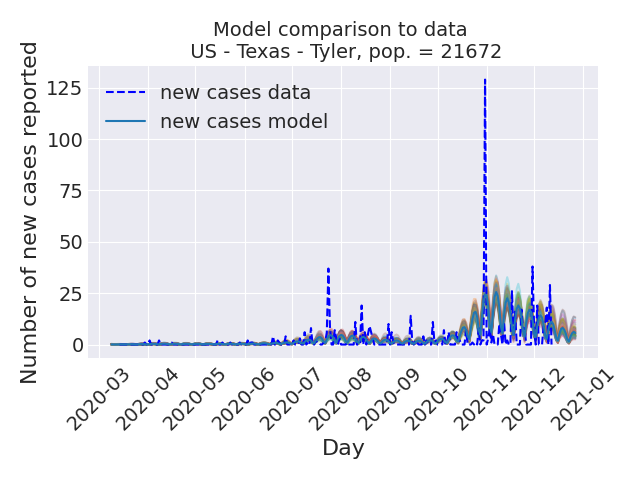 Model comparison to data
US - Texas - Tyler, pop. = 21672
Number of new cases reported
125
100
75
50
25
0
new cases data
new cases model
2020-03
2020-04
2020-05
2020-06
2020-07
2020-08
2020-09
2020-10
2020-11
2020-12
2021-01
Day